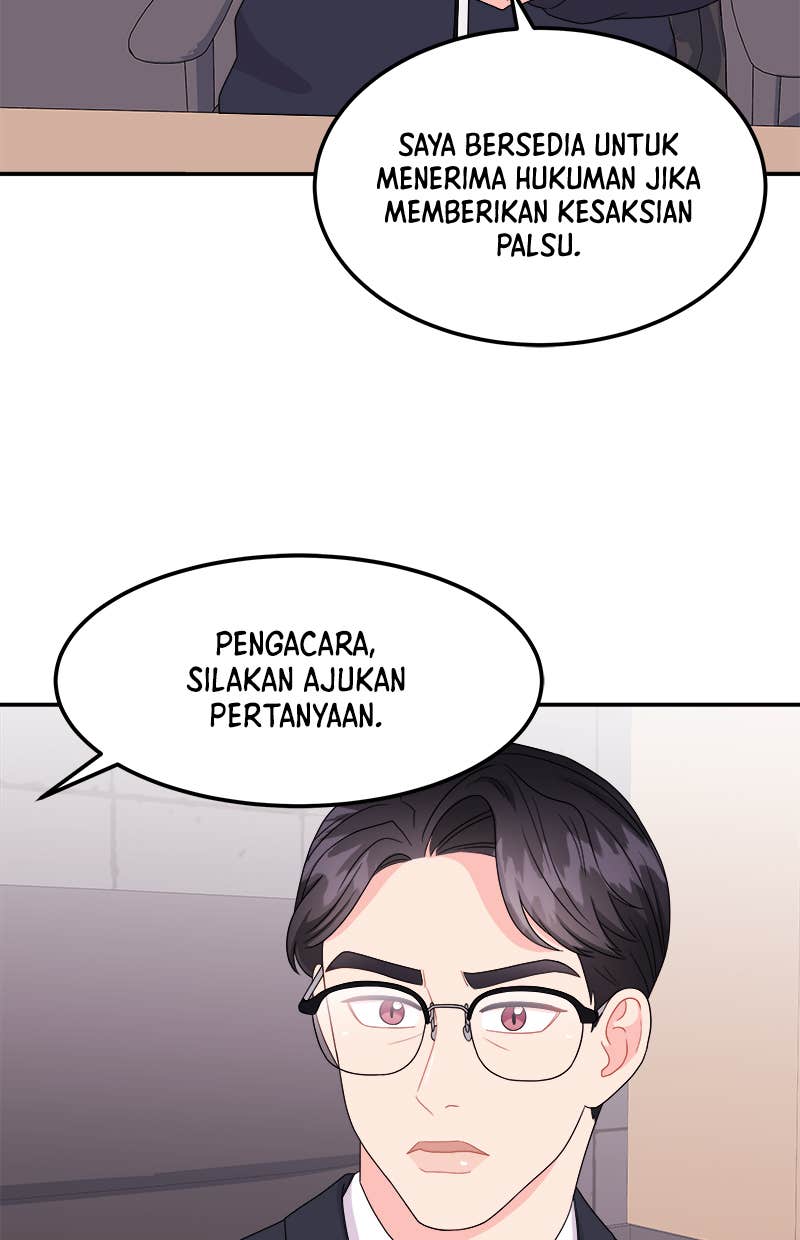 SAYA BERSEDIA UNTUK
MENERIMA HUKUMAN JIKA
MEMBERIKAN KESAKSIAN
PALSU.
PENGACARA,
SILAKAN AJUKAN
PERTANYAAN.